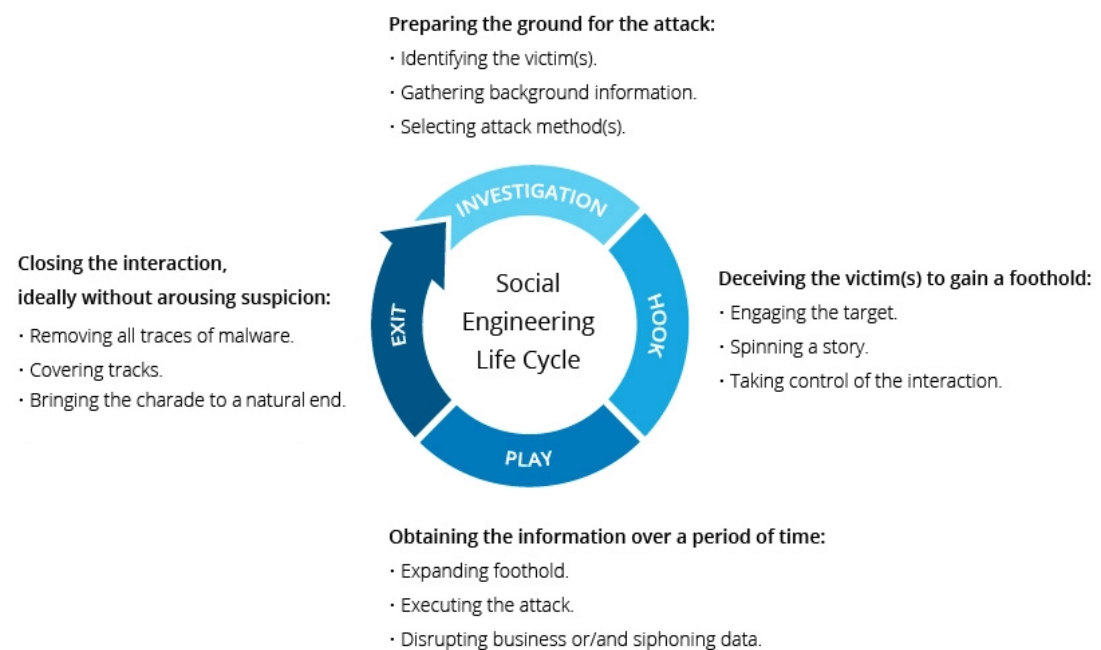 Preparing the ground for the attack:
· Identifying the victim(s).
· Gathering background information.
· Selecting attack method(s).
INVESTIGATION
HOOK
PLAY
EXIT
Social
Engineering
Life Cycle
Deceiving the victim(s) to gain a foothold:
· Engaging the target.
· Spinning a story.
· Taking control of the interaction.
Obtaining the information over a period of time:
· Expanding foothold.
· Executing the attack.
· Disrupting business or/and siphoning data.
Closing the interaction,
ideally without arousing suspicion:
· Removing all traces of malware.
· Covering tracks.
· Bringing the charade to a natural end.